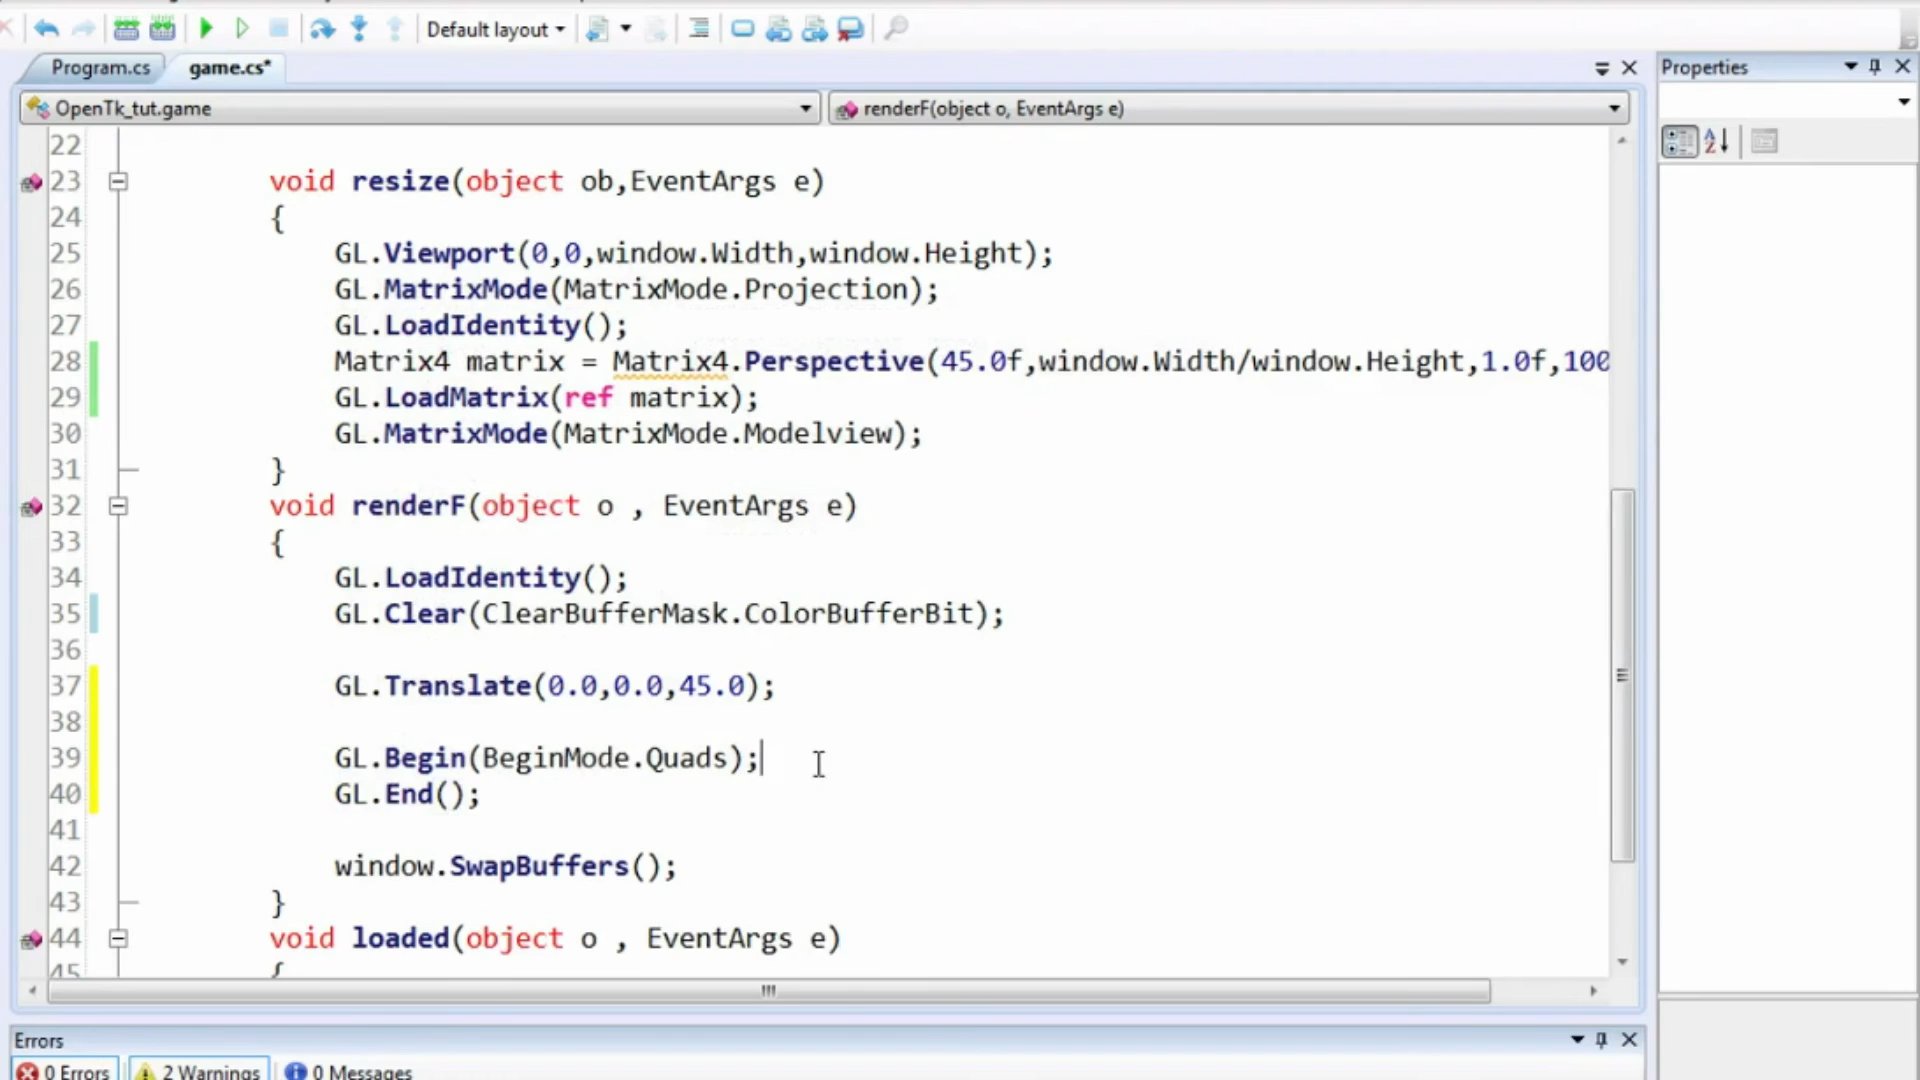 Default layout
Program.cs
game.cs*
Properties
OpenTk_tut.game
renderF(object o, EventArgs e)
22
23 void resize(object ob,EventArgs e)
24 {
25 GL.Viewport(0,0,window.Width,window.Height);
26 GL.MatrixMode(MatrixMode.Projection);
27 GL.LoadIdentity();
28 Matrix4 matrix = Matrix4.Perspective(45.0f,window.Width/window.Height,1.0f,100
29 GL.LoadMatrix(ref matrix);
30 GL.MatrixMode(MatrixMode.Modelview);
31 }
32 void renderF(object o , EventArgs e)
33 {
34 GL.LoadIdentity();
35 GL.Clear(ClearBufferMask.ColorBufferBit);
36
37 GL.Translate(0.0,0.0,45.0);
38
39 GL.Begin(BeginMode.Quads);
40 GL.End();
41
42 window.SwapBuffers();
43 }
44 void loaded(object o , EventArgs e)
45 {
Errors
0 Errors
2 Warnings
0 Messages